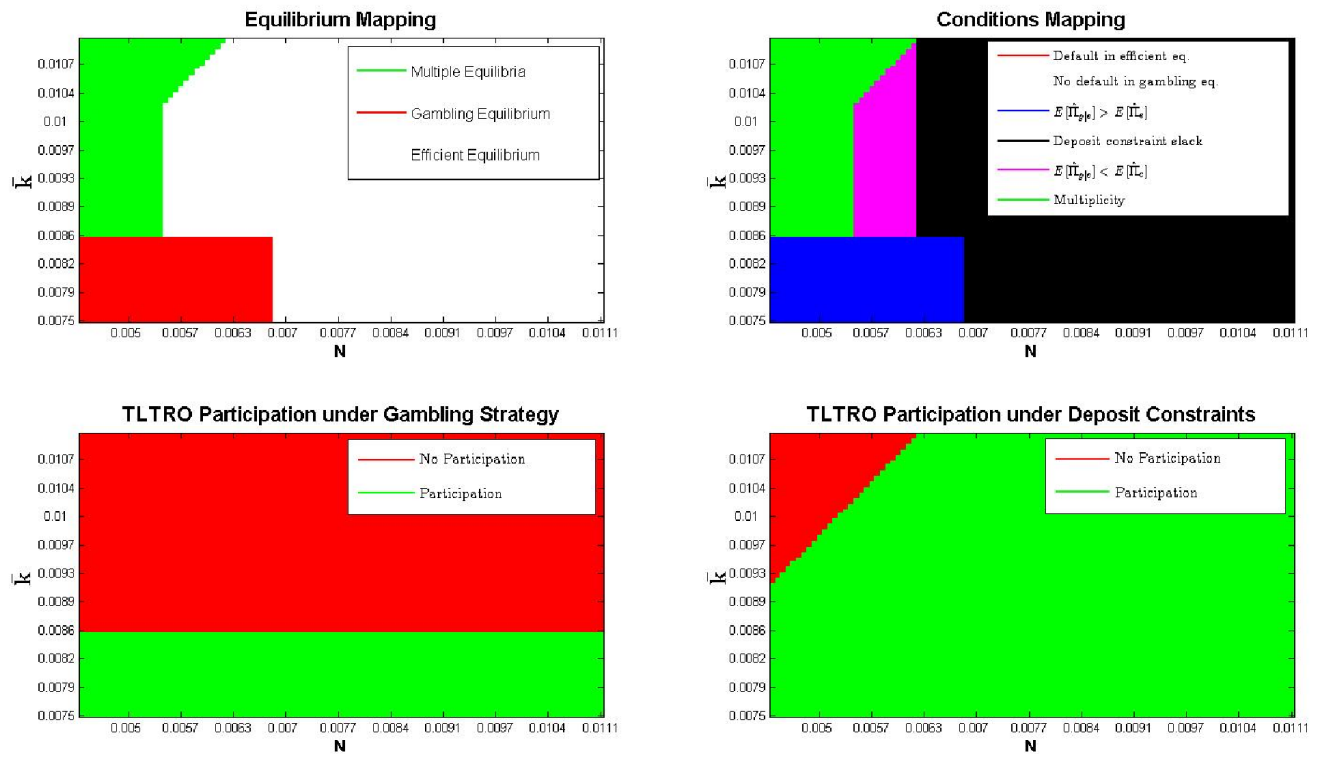 Equilibrium Mapping
0.0107
0.0104
0.01
0.0097
0.0093
0.0089
0.0086
0.0082
0.0079
0.0075
k̄
Multiple Equilibria
Gambling Equilibrium
Efficient Equilibrium
0.005 0.0057 0.0063 0.007 0.0077 0.0084 0.0091 0.0097 0.0104 0.0111
N
Conditions Mapping
0.0107
0.0104
0.01
0.0097
0.0093
0.0089
0.0086
0.0082
0.0079
0.0075
k̄
Default in efficient eq.
No default in gambling eq.
E[Π̂g|e] > E[Π̂e]
Deposit constraint slack
E[Π̂g|e] < E[Π̂e]
Multiplicity
0.005 0.0057 0.0063 0.007 0.0077 0.0084 0.0091 0.0097 0.0104 0.0111
N
TLTRO Participation under Gambling Strategy
0.0107
0.0104
0.01
0.0097
0.0093
0.0089
0.0086
0.0082
0.0079
0.0075
k̄
No Participation
Participation
0.005 0.0057 0.0063 0.007 0.0077 0.0084 0.0091 0.0097 0.0104 0.0111
N
TLTRO Participation under Deposit Constraints
0.0107
0.0104
0.01
0.0097
0.0093
0.0089
0.0086
0.0082
0.0079
0.0075
k̄
No Participation
Participation
0.005 0.0057 0.0063 0.007 0.0077 0.0084 0.0091 0.0097 0.0104 0.0111
N